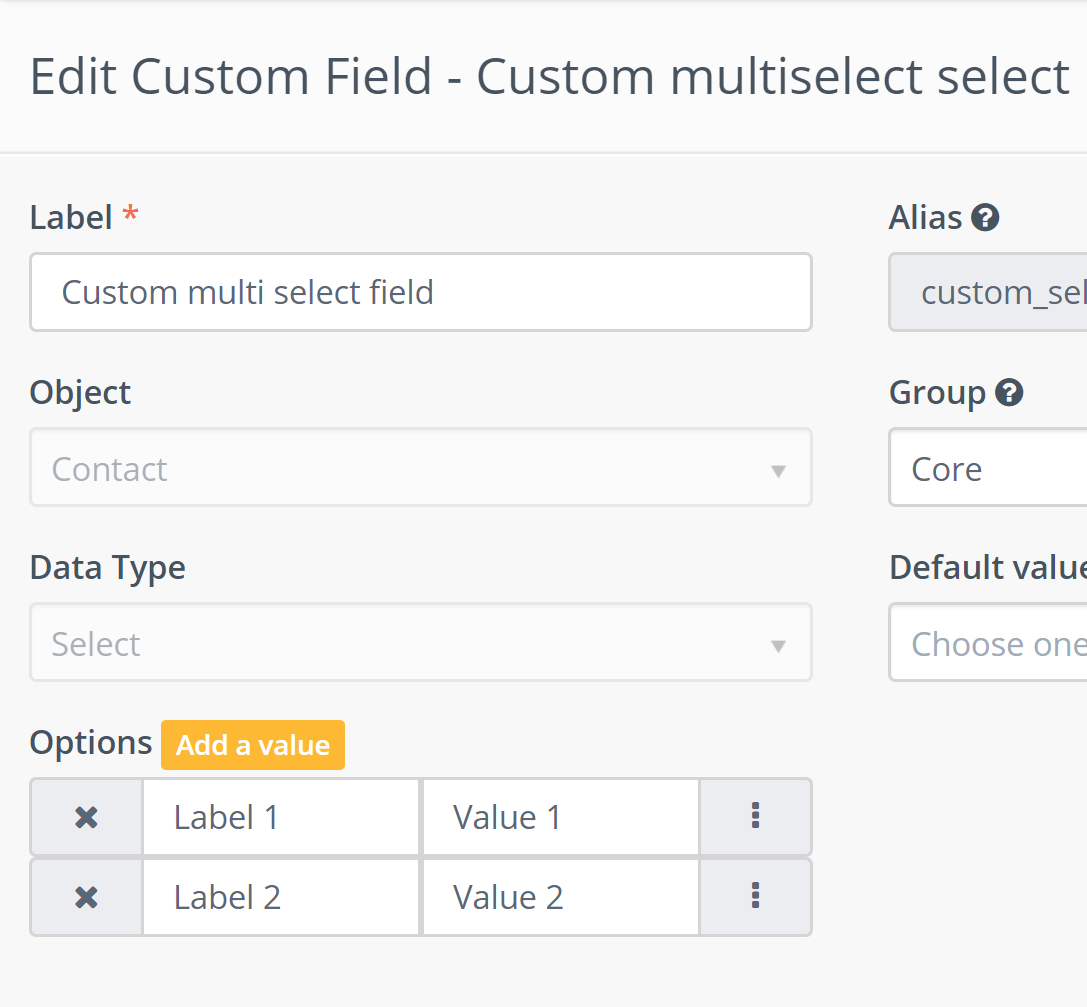 Edit Custom Field - Custom multiselect select
Label *
Alias
Custom multi select field
custom_sel
Object
Group
Contact
Core
Data Type
Default value
Select
Choose one
Options Add a value
Label 1 Value 1
Label 2 Value 2